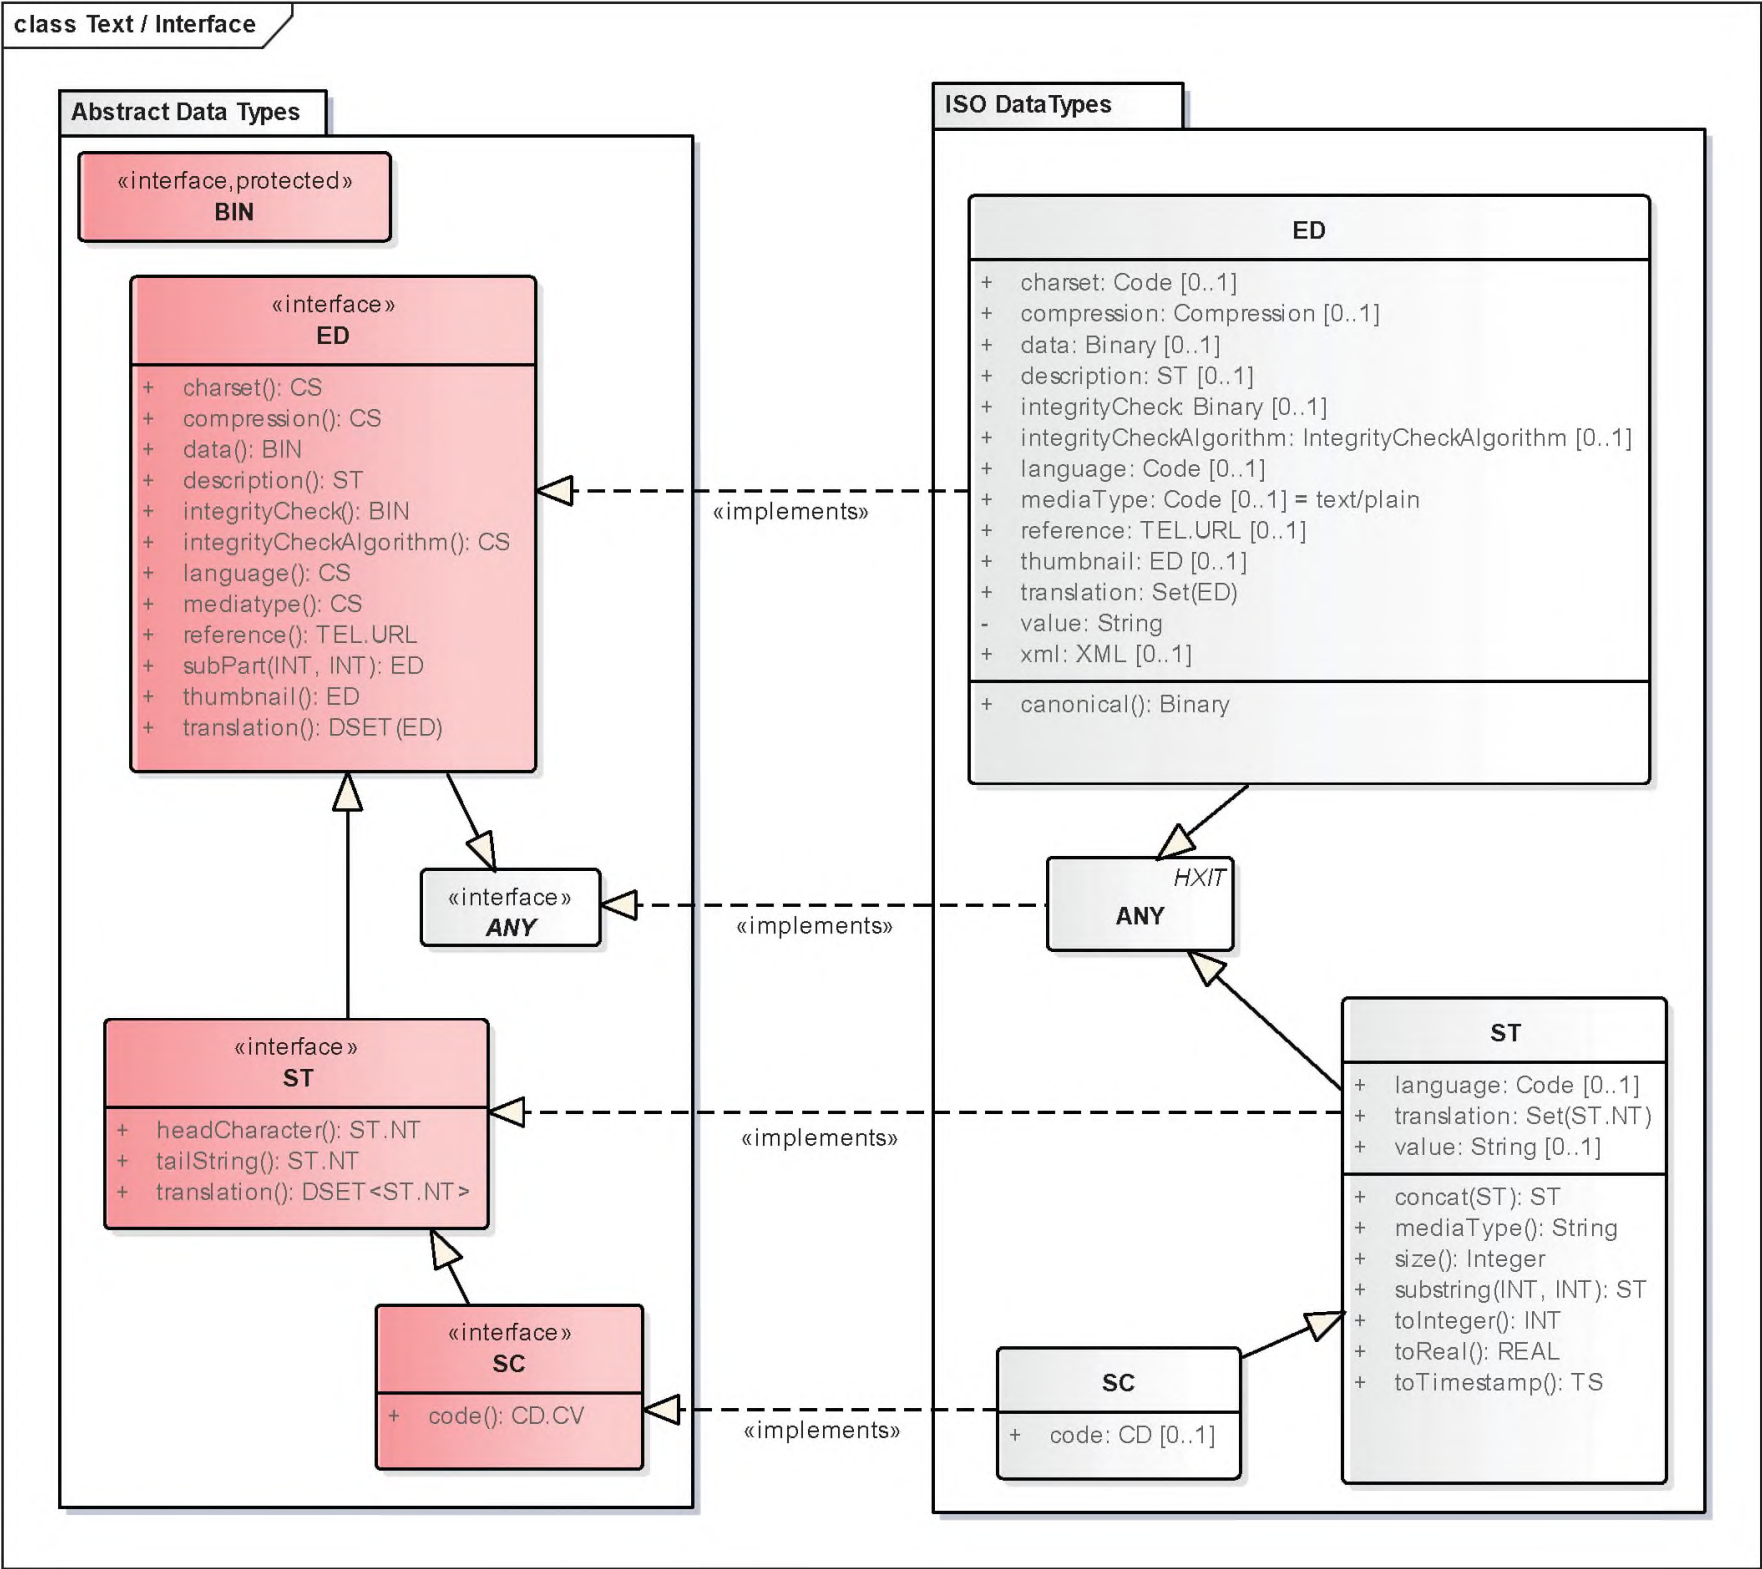 class Text / Interface
Abstract Data Types
«interface,protected»
BIN
«interface»
ED
+ charset(): CS
+ compression(): CS
+ data(): BIN
+ description(): ST
+ integrityCheck(): BIN
+ integrityCheckAlgorithm(): CS
+ language(): CS
+ mediatype(): CS
+ reference(): TEL.URL
+ subPart(INT, INT): ED
+ thumbnail(): ED
+ translation(): DSET(ED)
«interface»
ANY
«interface»
ST
+ headCharacter(): ST.NT
+ tailString(): ST.NT
+ translation(): DSET<ST.NT>
«interface»
SC
+ code(): CD.CV
«implements»
«implements»
«implements»
«implements»
ISO DataTypes
ED
+ charset: Code [0..1]
+ compression: Compression [0..1]
+ data: Binary [0..1]
+ description: ST [0..1]
+ integrityCheck: Binary [0..1]
+ integrityCheckAlgorithm: IntegrityCheckAlgorithm [0..1]
+ language: Code [0..1]
+ mediaType: Code [0..1] = text/plain
+ reference: TEL.URL [0..1]
+ thumbnail: ED [0..1]
+ translation: Set(ED)
- value: String
+ xml: XML [0..1]
+ canonical(): Binary
HXIT
ANY
ST
+ language: Code [0..1]
+ translation: Set(ST.NT)
+ value: String [0..1]
+ concat(ST): ST
+ mediaType(): String
+ size(): Integer
+ substring(INT, INT): ST
+ toInteger(): INT
+ toReal(): REAL
+ toTimestamp(): TS
SC
+ code: CD [0..1]